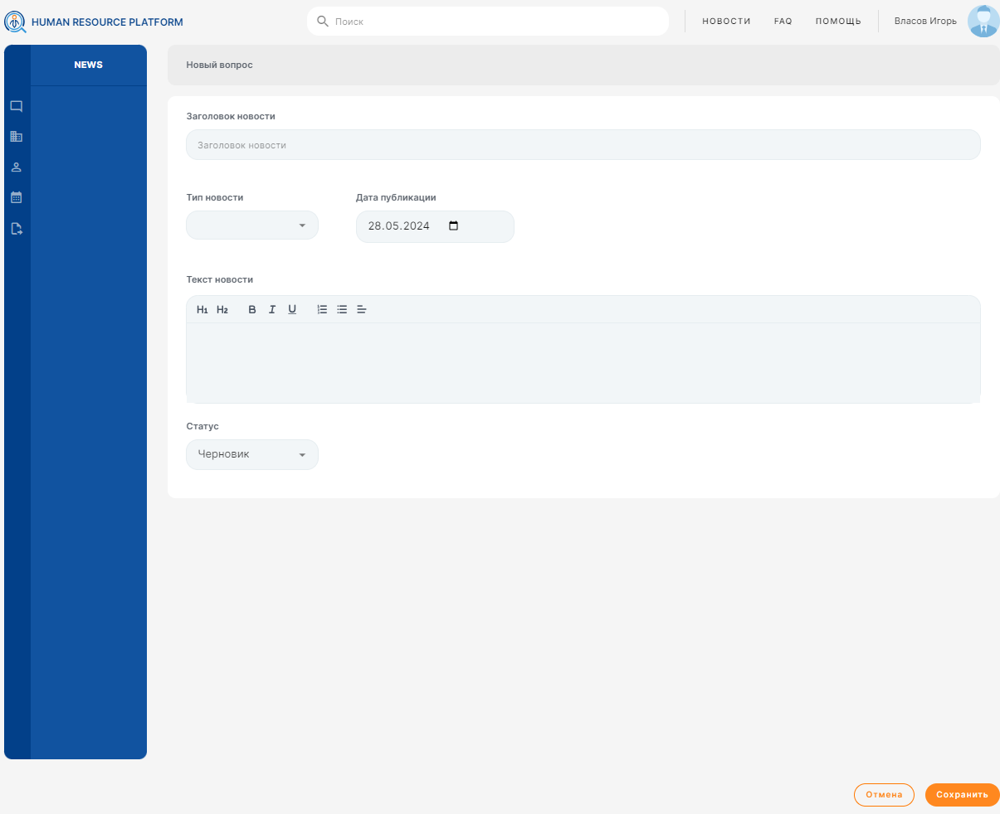 HUMAN RESOURCE PLATFORM
Поиск
НОВОСТИ
FAQ
ПОМОЩЬ
Власов Игорь
NEWS
Новый вопрос
Заголовок новости
Заголовок новости
Тип новости
Дата публикации
28.05.2024
Текст новости
H1 H2 B I U
Статус
Черновик
Отмена
Сохранить